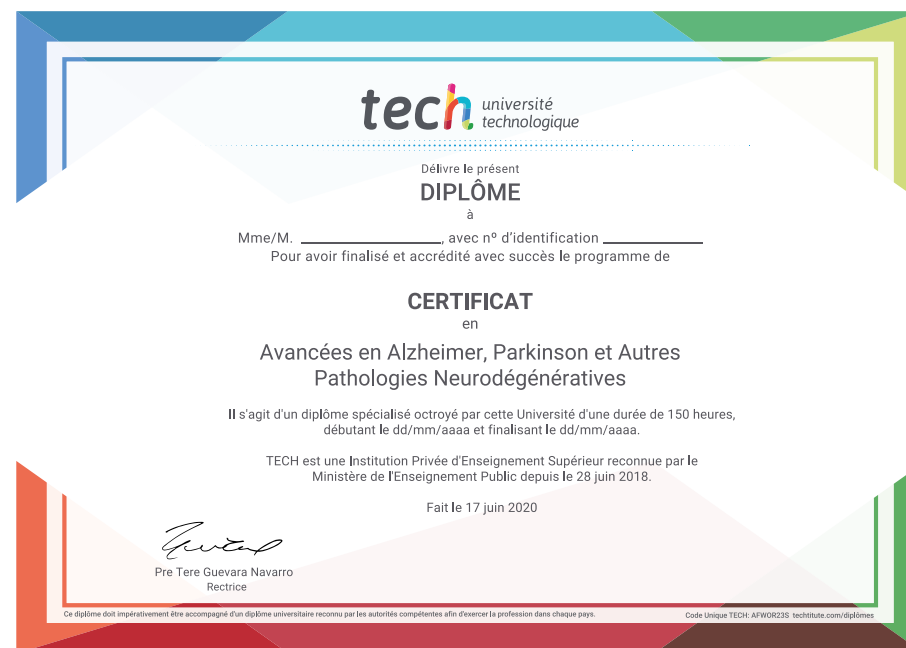 tech université
technologique
Délivre le présent
DIPLÔME
à
Mme/M. ____________________, avec nº d'identification ______________
Pour avoir finalisé et accrédité avec succès le programme de
CERTIFICAT
en
Avancées en Alzheimer, Parkinson et Autres
Pathologies Neurodégénératives
Il s'agit d'un diplôme spécialisé octroyé par cette Université d'une durée de 150 heures,
débutant le dd/mm/aaaa et finalisant le dd/mm/aaaa.
TECH est une Institution Privée d'Enseignement Supérieur reconnue par le
Ministère de l'Enseignement Public depuis le 28 juin 2018.
Fait le 17 juin 2020
Pre Tere Guevara Navarro
Rectrice
Ce diplôme doit impérativement être accompagné d'un diplôme universitaire reconnu par les autorités compétentes afin d'exercer la profession dans chaque pays.
Code Unique TECH: AFWOR23S techtitute.com/diplômes